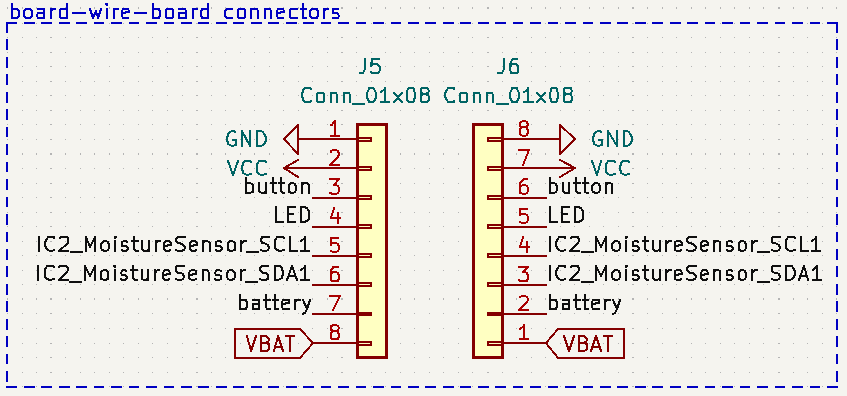 board-wire-board connectors
J5 J6
Conn_01x08 Conn_01x08
GND 1 8 GND
VCC 2 7 VCC
button 3 6 button
LED 4 5 LED
IC2_MoistureSensor_SCL1 5 4 IC2_MoistureSensor_SCL1
IC2_MoistureSensor_SDA1 6 3 IC2_MoistureSensor_SDA1
battery 7 2 battery
VBAT 8 1 VBAT